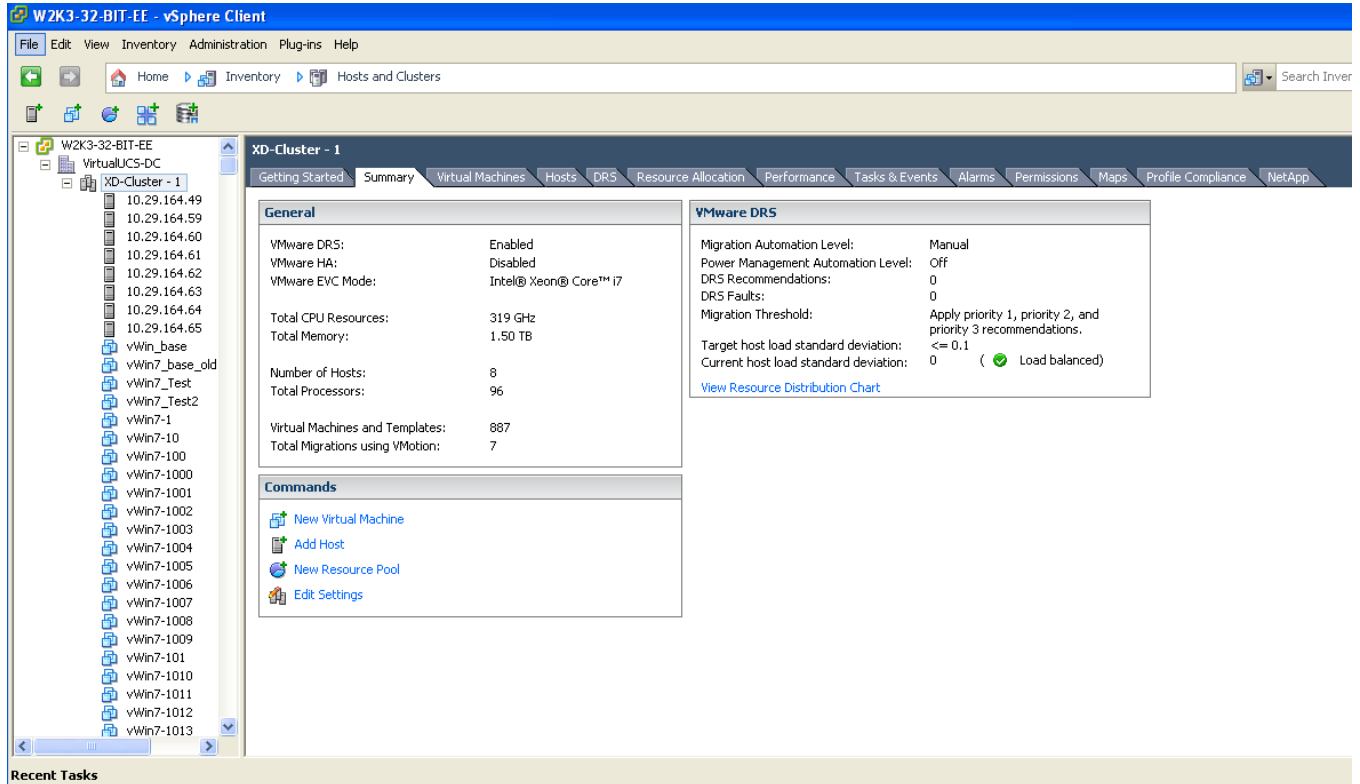 W2K3-32-BIT-EE - vSphere Client
File Edit View Inventory Administration Plug-ins Help
Home Inventory Hosts and Clusters
Search Inver
W2K3-32-BIT-EE
VirtualUCS-DC
XD-Cluster - 1
10.29.164.49
10.29.164.59
10.29.164.60
10.29.164.61
10.29.164.62
10.29.164.63
10.29.164.64
10.29.164.65
vWin_base
vWin7_base_old
vWin7_Test
vWin7_Test2
vWin7-1
vWin7-10
vWin7-100
vWin7-1000
vWin7-1001
vWin7-1002
vWin7-1003
vWin7-1004
vWin7-1005
vWin7-1006
vWin7-1007
vWin7-1008
vWin7-1009
vWin7-101
vWin7-1010
vWin7-1011
vWin7-1012
vWin7-1013
XD-Cluster - 1
Getting Started Summary Virtual Machines Hosts DRS Resource Allocation Performance Tasks & Events Alarms Permissions Maps Profile Compliance NetApp
General
VMware DRS: Enabled
VMware HA: Disabled
VMware EVC Mode: Intel® Xeon® Core™ i7
Total CPU Resources: 319 GHz
Total Memory: 1.50 TB
Number of Hosts: 8
Total Processors: 96
Virtual Machines and Templates: 887
Total Migrations using VMotion: 7
Commands
New Virtual Machine
Add Host
New Resource Pool
Edit Settings
VMware DRS
Migration Automation Level: Manual
Power Management Automation Level: Off
DRS Recommendations: 0
DRS Faults: 0
Migration Threshold: Apply priority 1, priority 2, and
priority 3 recommendations.
Target host load standard deviation: <= 0.1
Current host load standard deviation: 0 ( Load balanced)
View Resource Distribution Chart
Recent Tasks